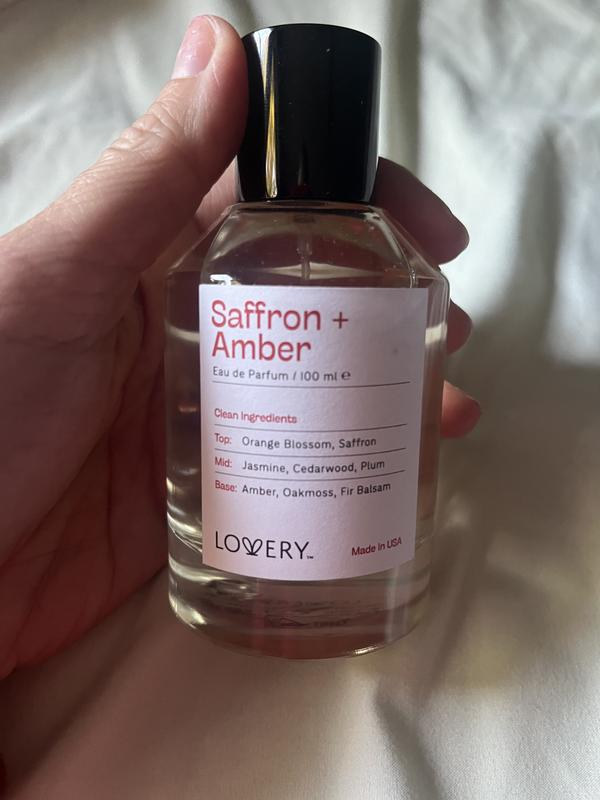 Saffron +
Amber
Eau de Parfum / 100 ml ℮
Clean Ingredients
Top: Orange Blossom, Saffron
Mid: Jasmine, Cedarwood, Plum
Base: Amber, Oakmoss, Fir Balsam
LOVERY™ Made in USA